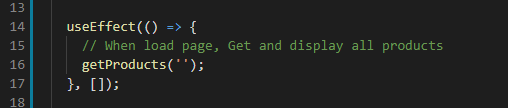 13
14 useEffect(() => {
15 // When load page, Get and display all products
16 getProducts('');
17 }, []);
18